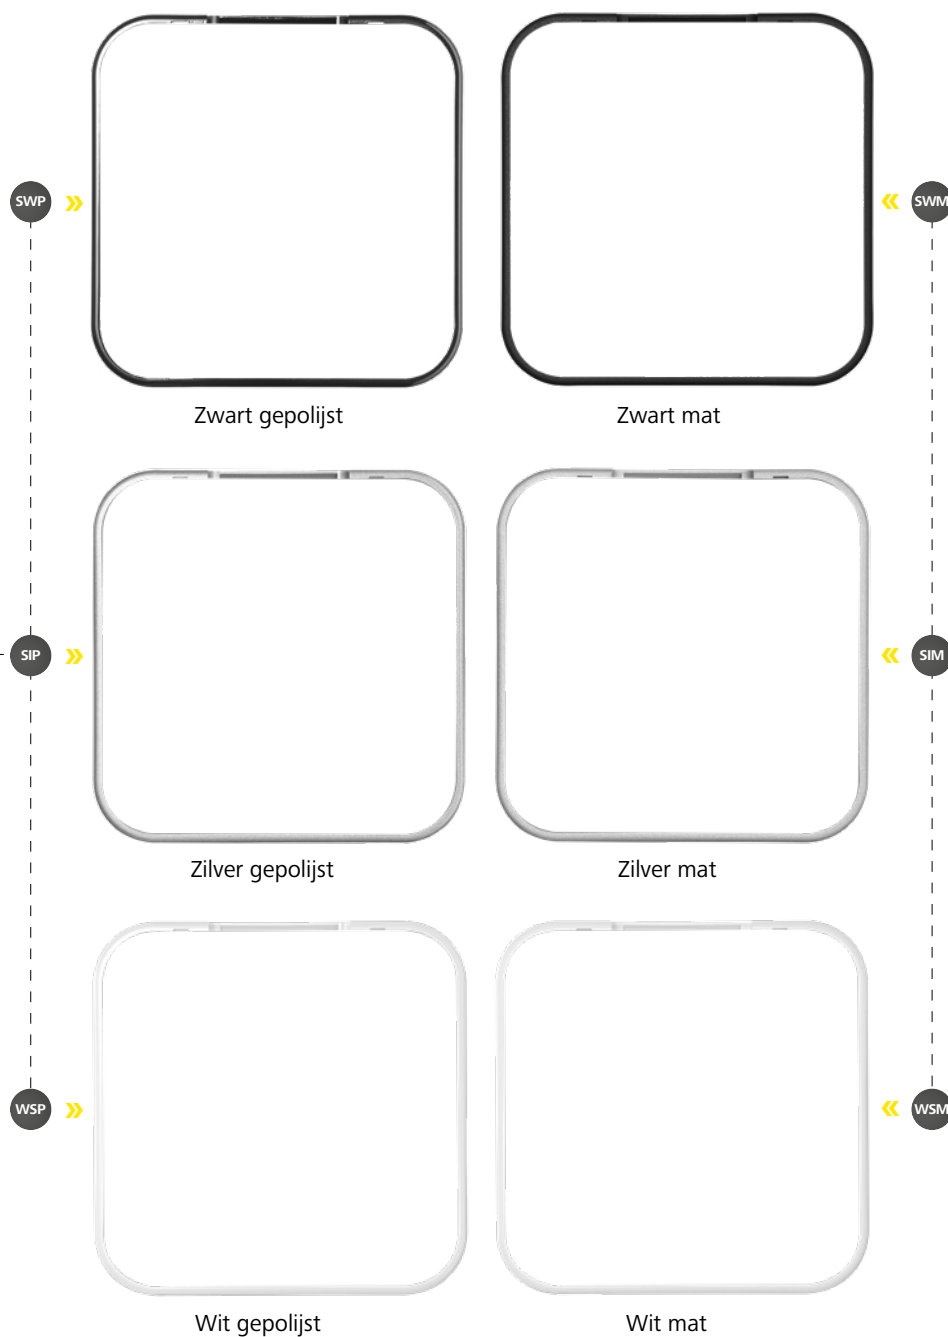 SWP
SWM
Zwart gepolijst
Zwart mat
SIP
SIM
Zilver gepolijst
Zilver mat
WSP
WSM
Wit gepolijst
Wit mat